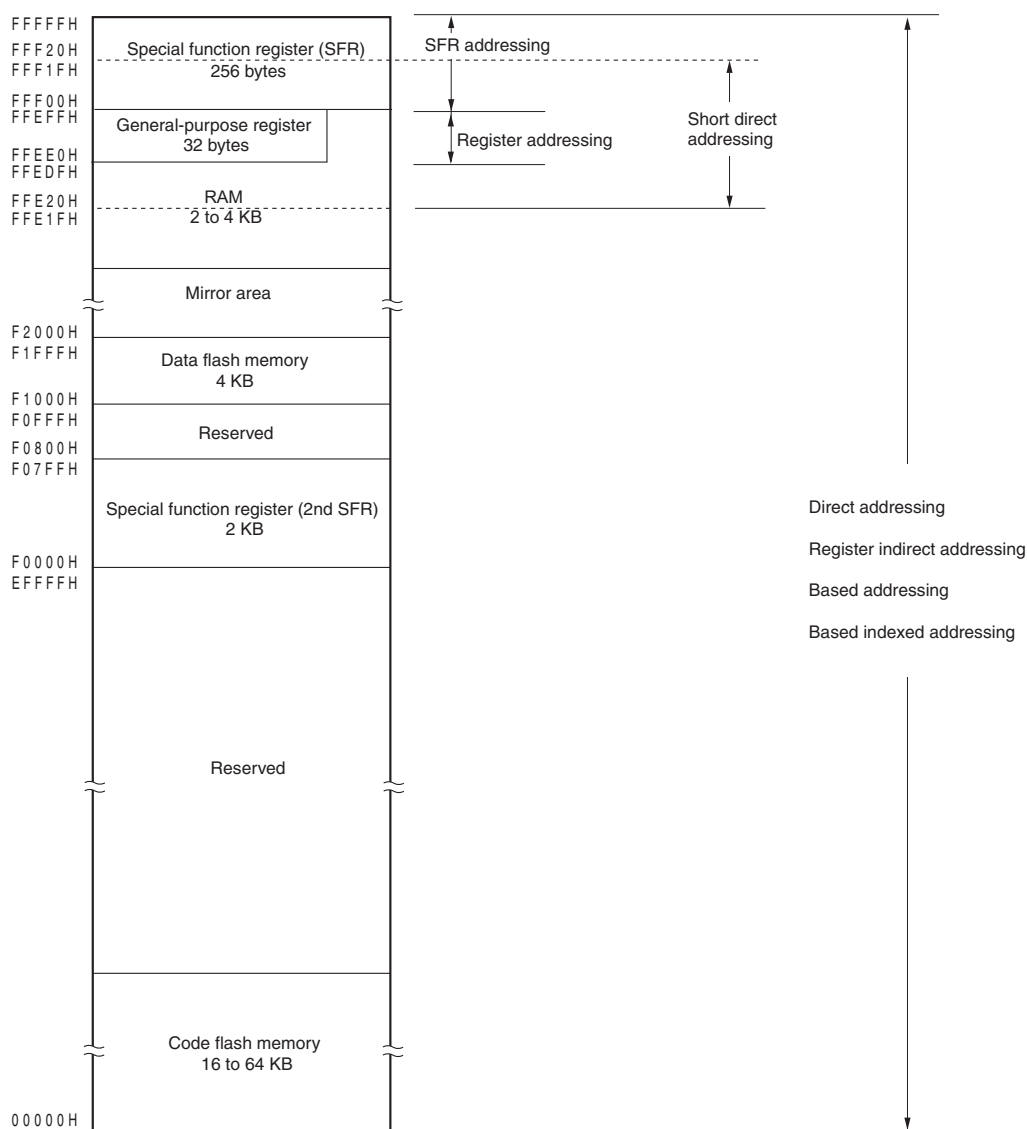 FFFFFH
FFF20H
FFF1FH
FFF00H
FFEFFH
FFEE0H
FFEDFH
FFE20H
FFE1FH
F2000H
F1FFFH
F1000H
F0FFFH
F0800H
F07FFH
F0000H
EFFFFH
00000H
Special function register (SFR)
256 bytes
General-purpose register
32 bytes
RAM
2 to 4 KB
Mirror area
Data flash memory
4 KB
Reserved
Special function register (2nd SFR)
2 KB
Reserved
Code flash memory
16 to 64 KB
SFR addressing
Register addressing
Short direct
addressing
Direct addressing
Register indirect addressing
Based addressing
Based indexed addressing